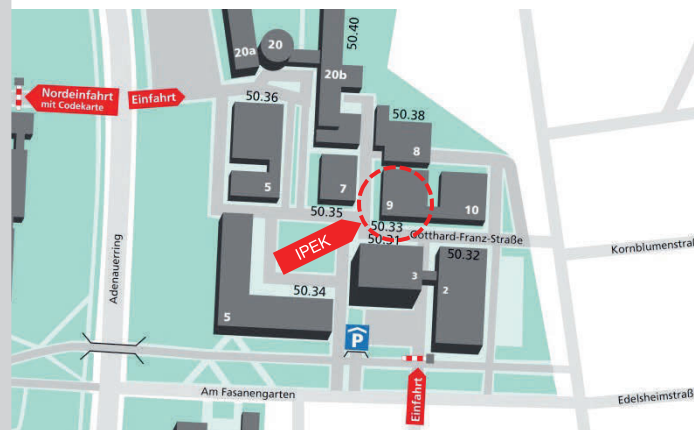 50.40
20
20a
20b
Nordeinfahrt
mit Codekarte
Einfahrt
50.36
50.38
8
5
7
9
10
50.35
50.33
Gotthard-Franz-Straße
50.31
IPEK
Kornblumenstraß
50.32
3
2
50.34
5
Adenauerring
P
Am Fasanengarten
Einfahrt
Edelsheimstraß